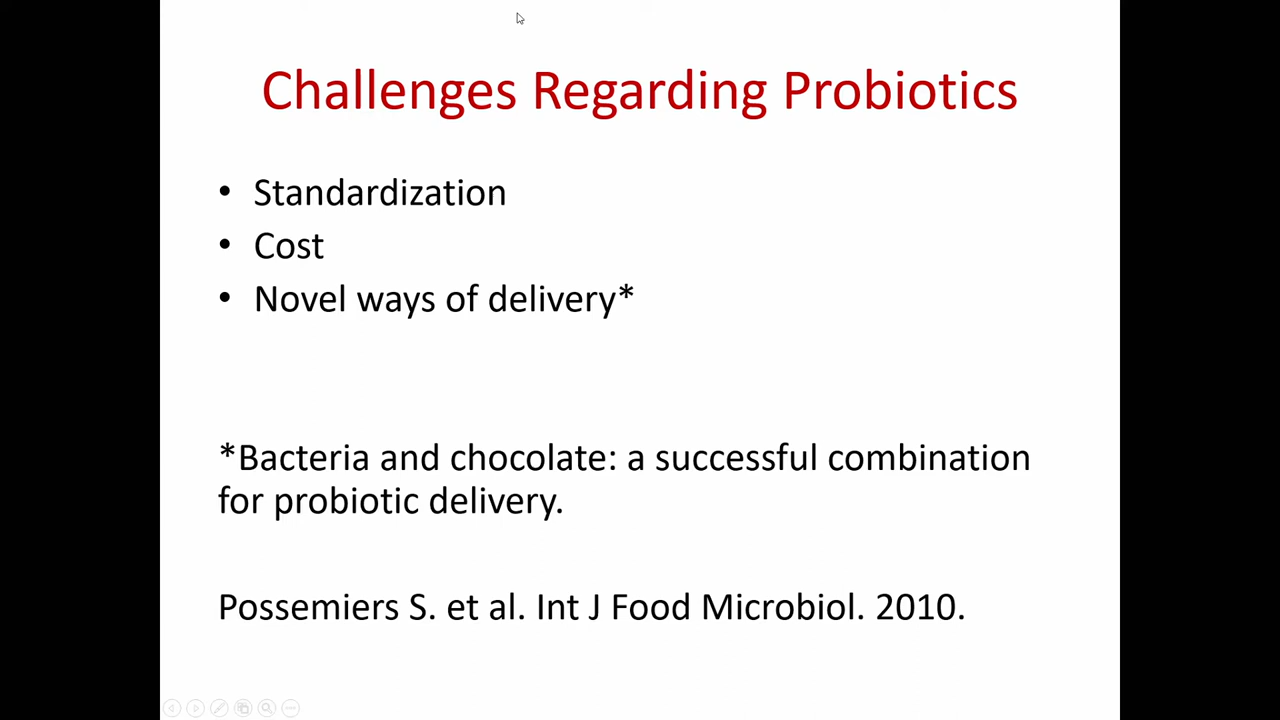 Challenges Regarding Probiotics
• Standardization
• Cost
• Novel ways of delivery*
*Bacteria and chocolate: a successful combination
for probiotic delivery.
Possemiers S. et al. Int J Food Microbiol. 2010.